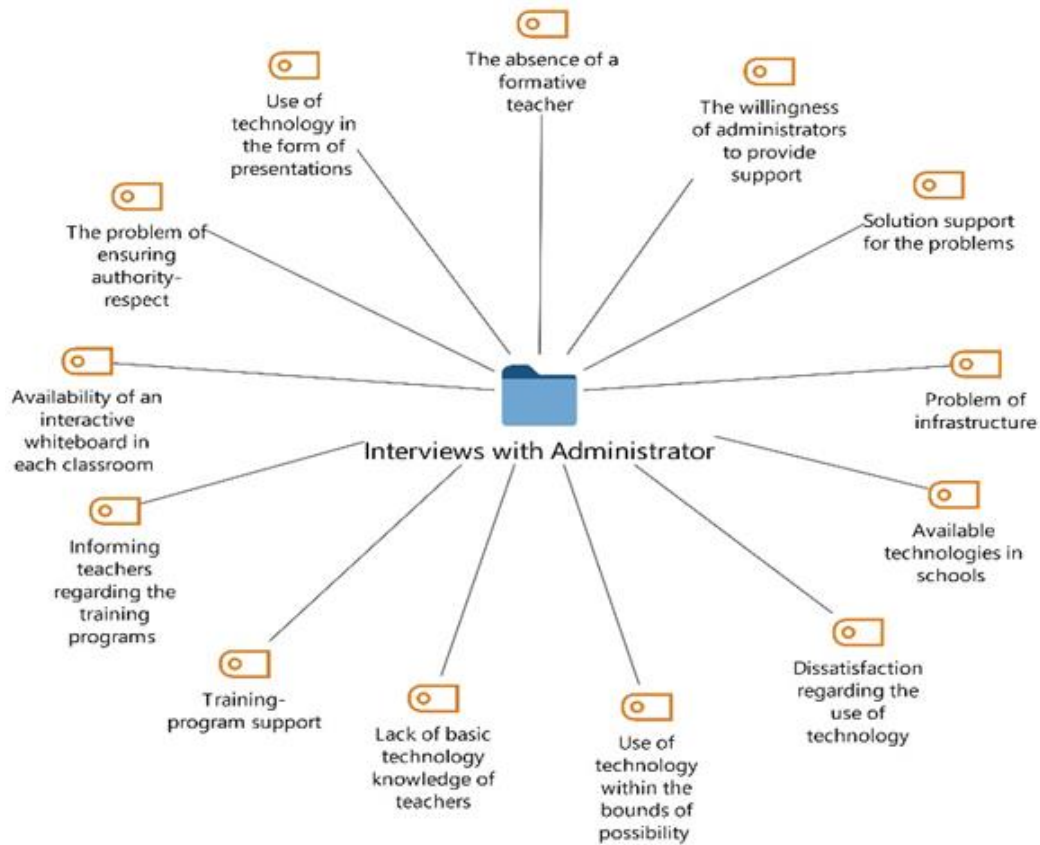 The absence of a
formative
teacher
Use of
technology in
the form of
presentations
The willingness
of administrators
to provide
support
Solution support
for the problems
The problem of
ensuring
authority-
respect
Availability of an
interactive
whiteboard in
each classroom
Problem of
infrastructure
Interviews with Administrator
Informing
teachers
regarding the
training
programs
Available
technologies in
schools
Training-
program support
Lack of basic
technology
knowledge of
teachers
Use of
technology
within the
bounds of
possibility
Dissatisfaction
regarding the
use of
technology